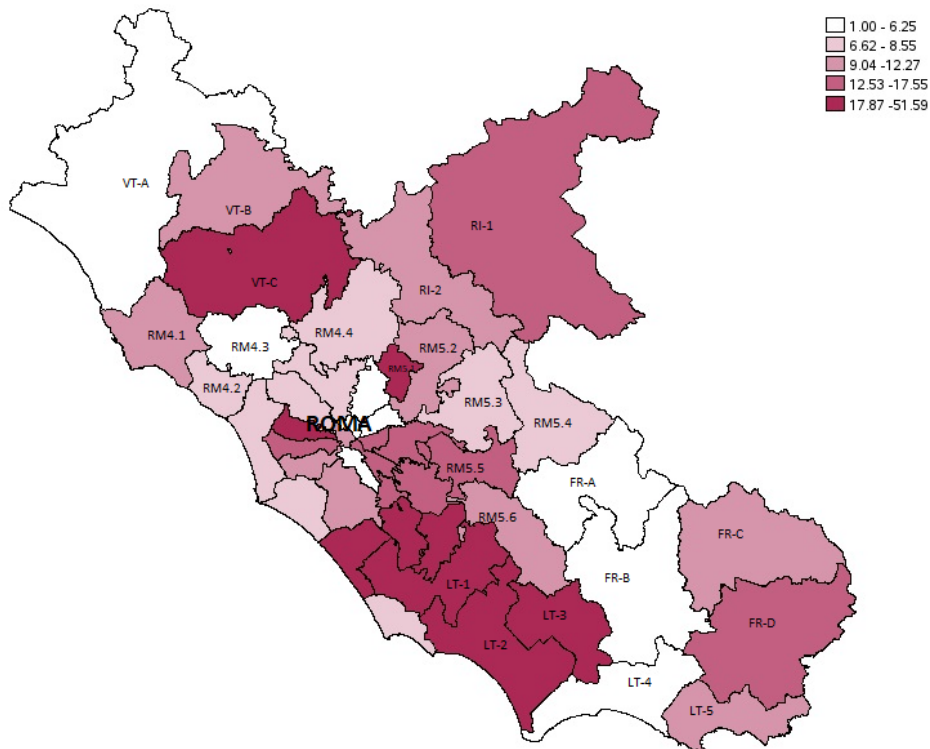 1.00 - 6.25
6.62 - 8.55
9.04 -12.27
12.53 -17.55
17.87 -51.59
VT-A
VT-B
RI-1
VT-C
RI-2
RM4.1
RM4.4
RM4.3
RM5.2
RM5.1
RM4.2
RM5.3
ROMA
RM5.4
RM5.5
FR-A
RM5.6
FR-C
LT-1
FR-B
LT-3
FR-D
LT-2
LT-4
LT-5